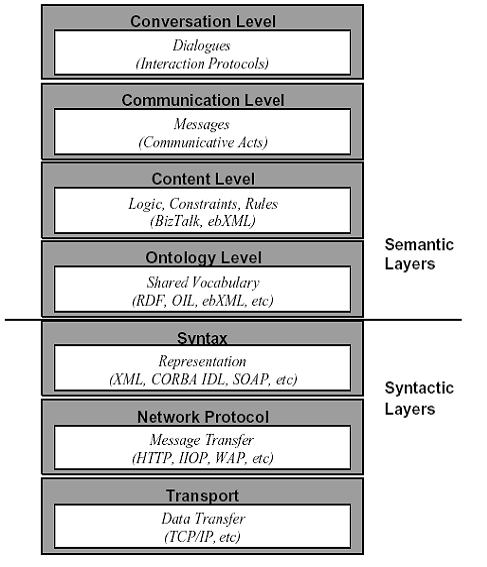 Conversation Level
Dialogues
(Interaction Protocols)
Communication Level
Messages
(Communicative Acts)
Content Level
Logic, Constraints, Rules
(BizTalk, ebXML)
Ontology Level
Shared Vocabulary
(RDF, OIL, ebXML, etc)
Semantic
Layers
Syntax
Representation
(XML, CORBA IDL, SOAP, etc)
Syntactic
Layers
Network Protocol
Message Transfer
(HTTP, IIOP, WAP, etc)
Transport
Data Transfer
(TCP/IP, etc)